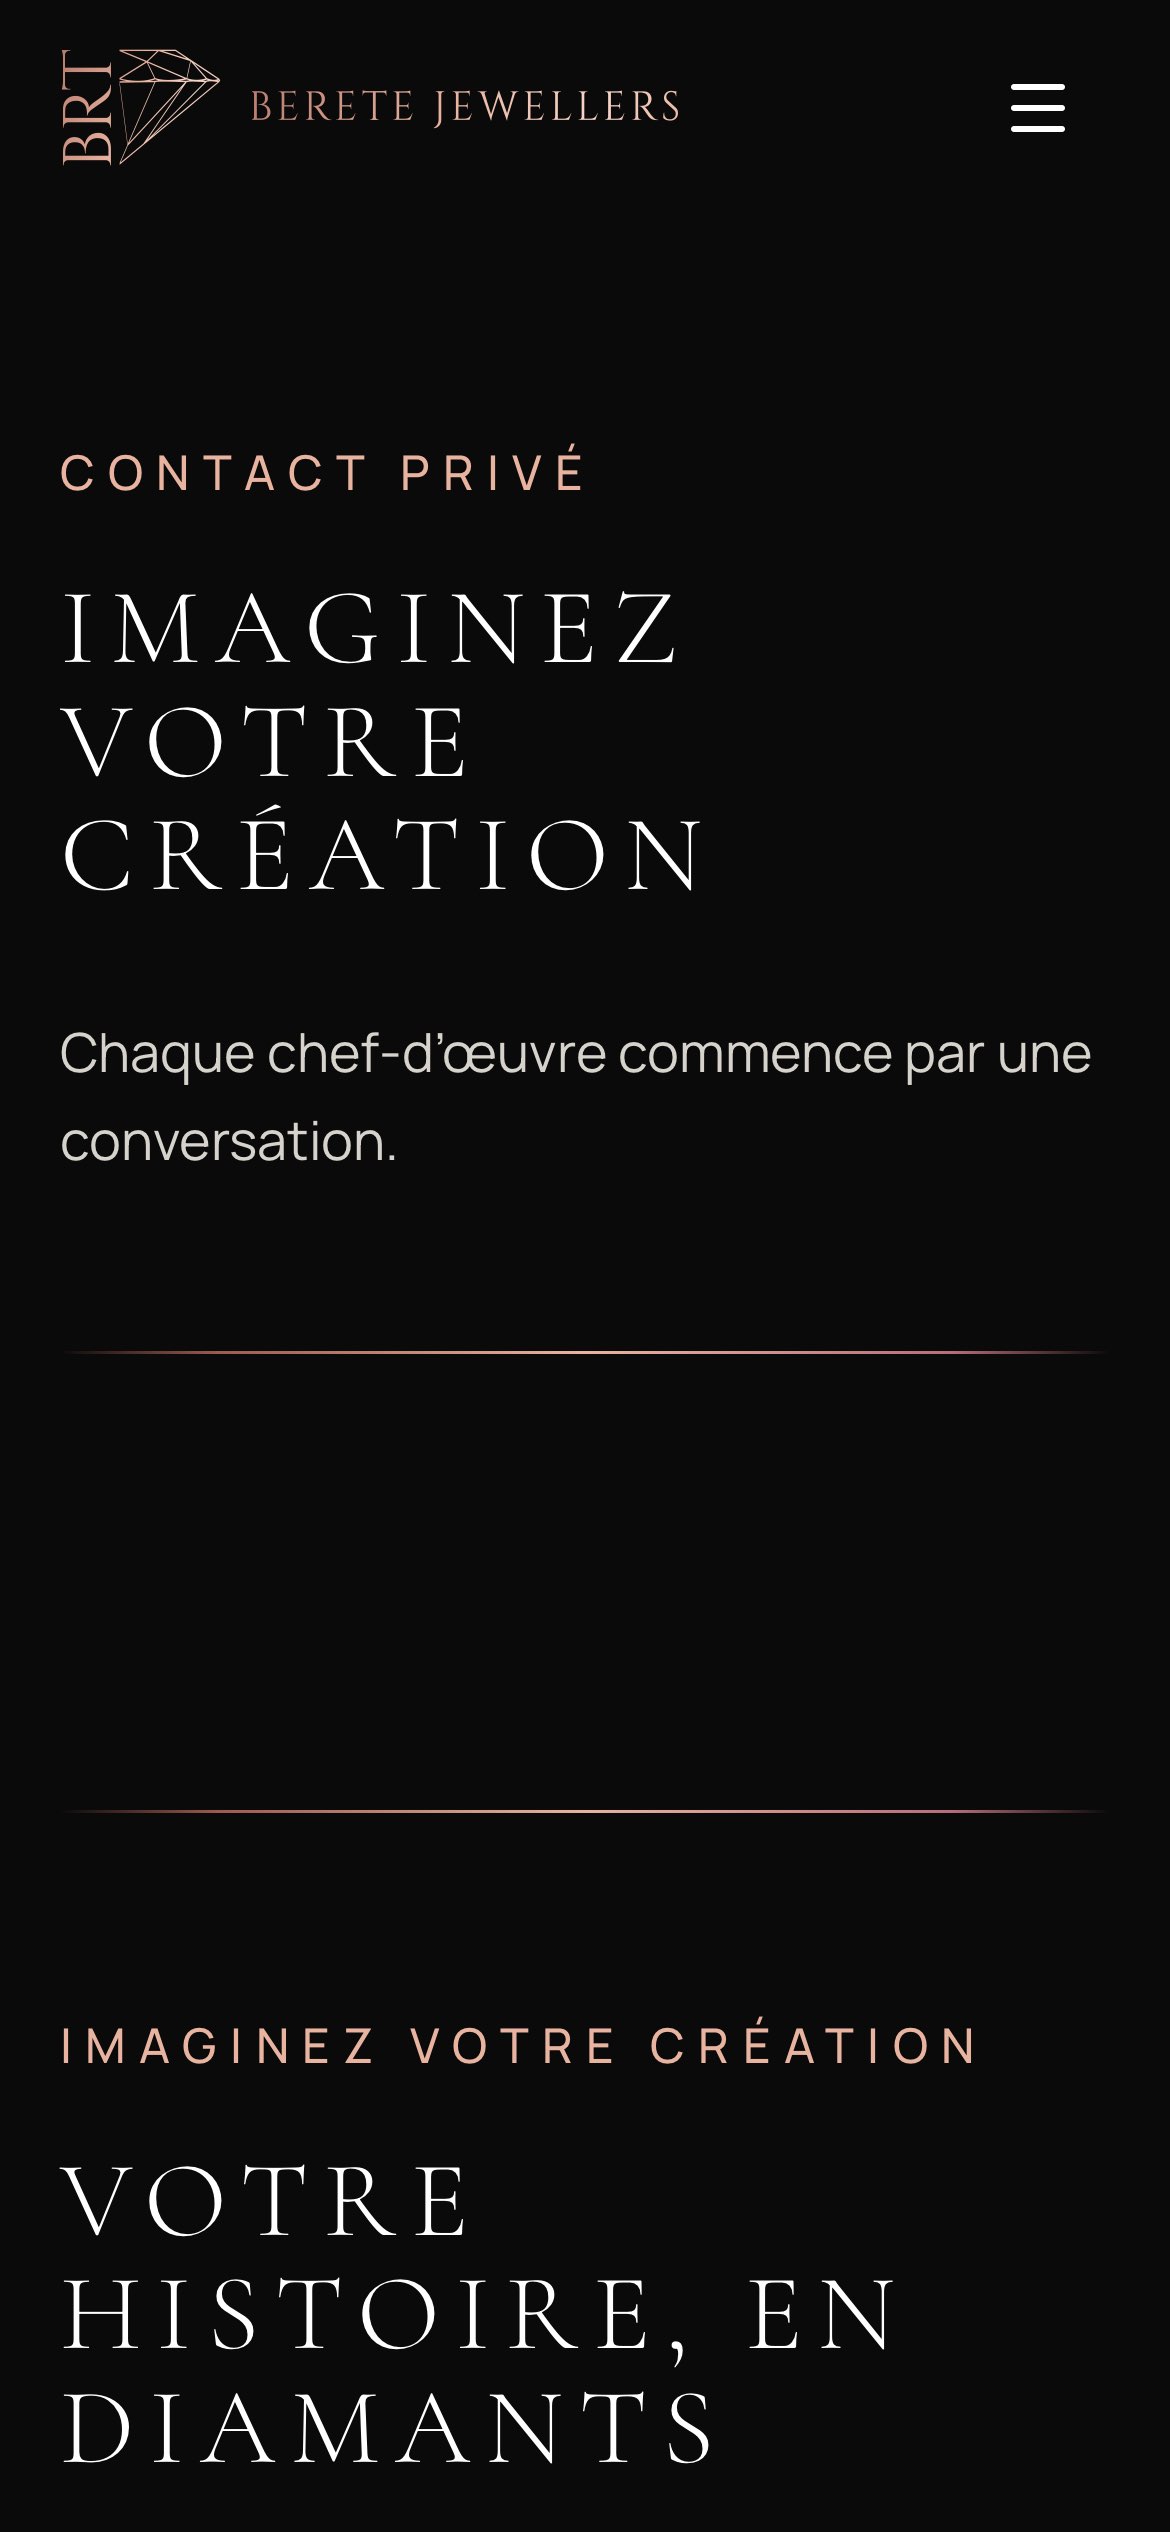 BRT
BERETE JEWELLERS
CONTACT PRIVÉ
IMAGINEZ
VOTRE
CRÉATION
Chaque chef-d’œuvre commence par une
conversation.
IMAGINEZ VOTRE CRÉATION
VOTRE
HISTOIRE, EN
DIAMANTS